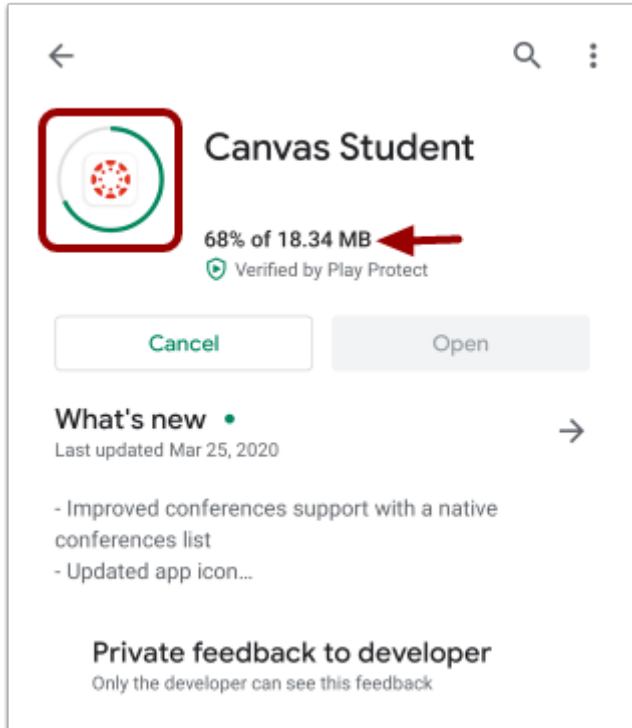 Canvas Student
68% of 18.34 MB
Verified by Play Protect
Cancel
Open
What's new
Last updated Mar 25, 2020
- Improved conferences support with a native
conferences list
- Updated app icon...
Private feedback to developer
Only the developer can see this feedback